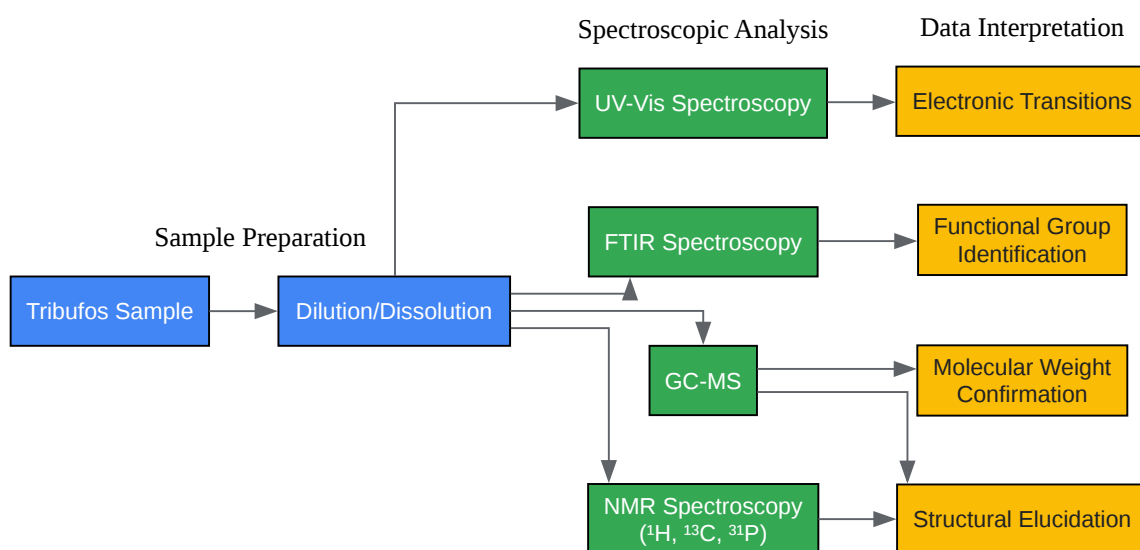 Spectroscopic Analysis
Data Interpretation
UV-Vis Spectroscopy
Electronic Transitions
Sample Preparation
FTIR Spectroscopy
Functional Group
Identification
Tribufos Sample
Dilution/Dissolution
GC-MS
Molecular Weight
Confirmation
NMR Spectroscopy
(¹H, ¹³C, ³¹P)
Structural Elucidation